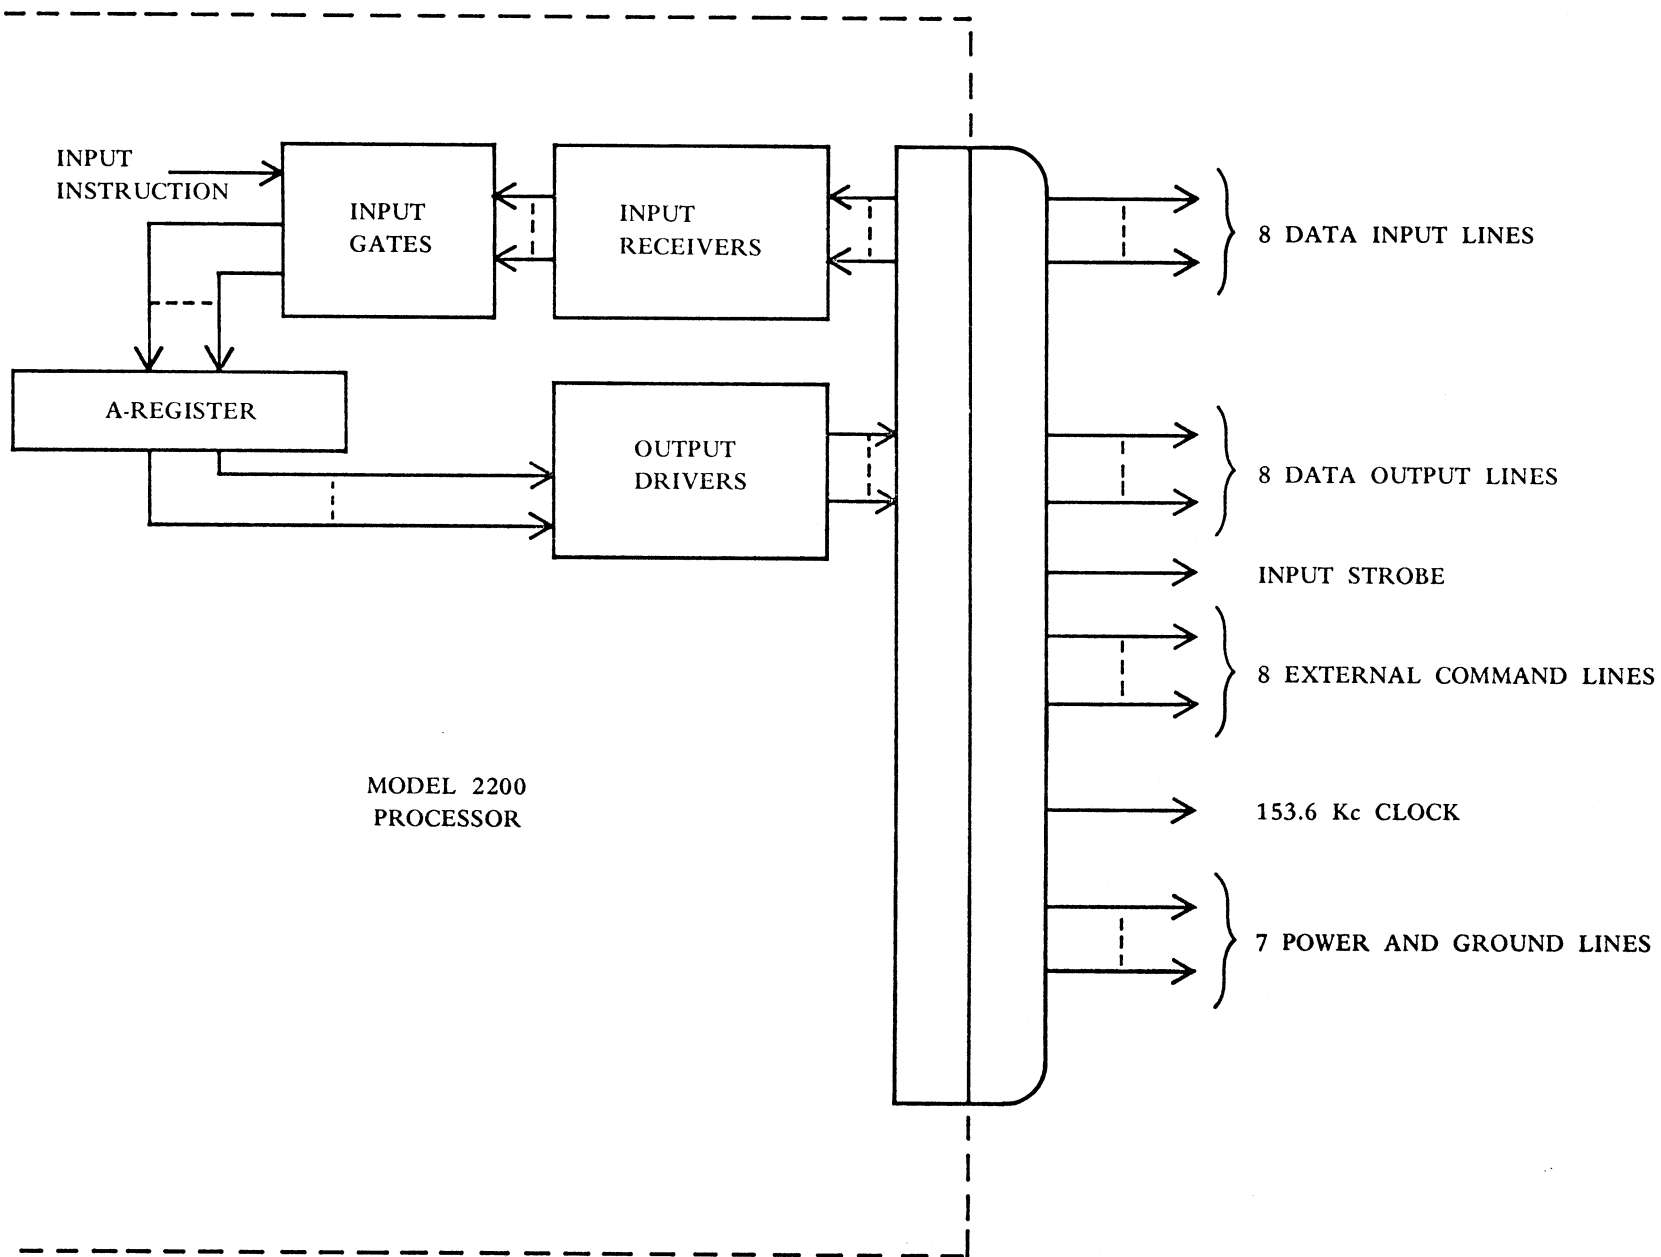 INPUT
INSTRUCTION
INPUT
GATES
INPUT
RECEIVERS
8 DATA INPUT LINES
A-REGISTER
OUTPUT
DRIVERS
8 DATA OUTPUT LINES
INPUT STROBE
8 EXTERNAL COMMAND LINES
MODEL 2200
PROCESSOR
153.6 Kc CLOCK
7 POWER AND GROUND LINES